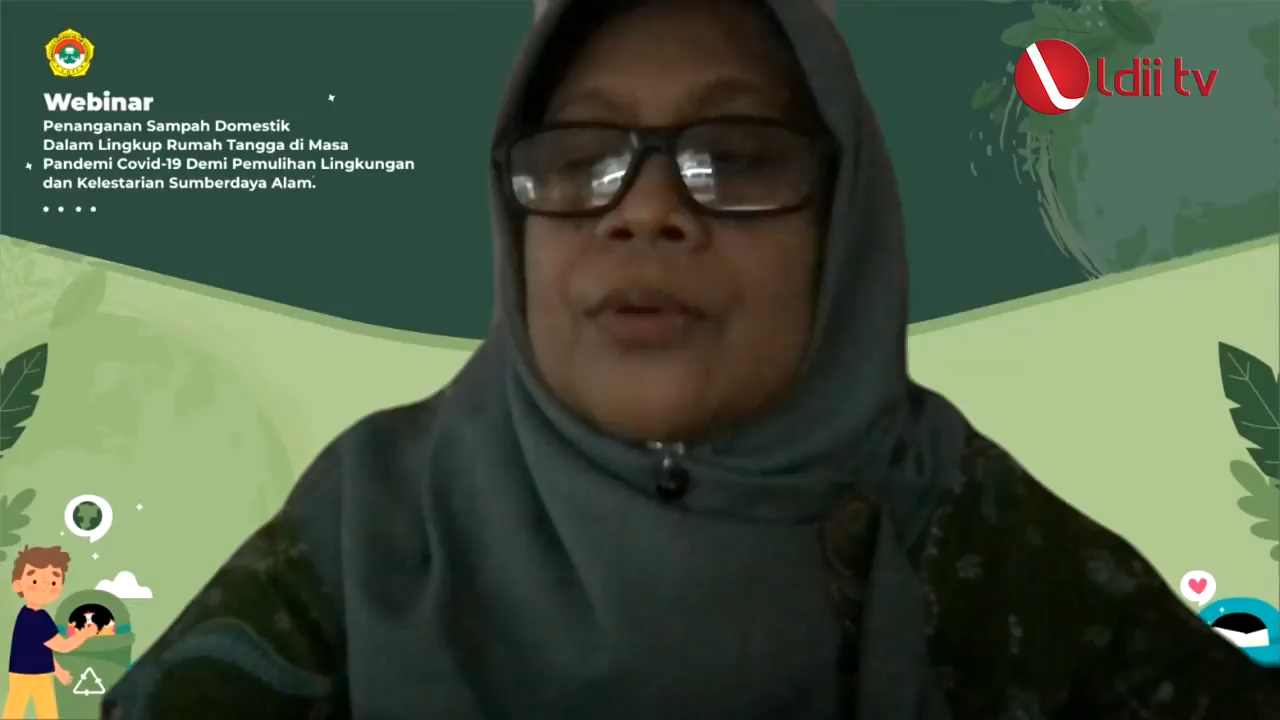 Webinar
Penanganan Sampah Domestik
Dalam Lingkup Rumah Tangga di Masa
Pandemi Covid-19 Demi Pemulihan Lingkungan
dan Kelestarian Sumberdaya Alam.
ldii tv